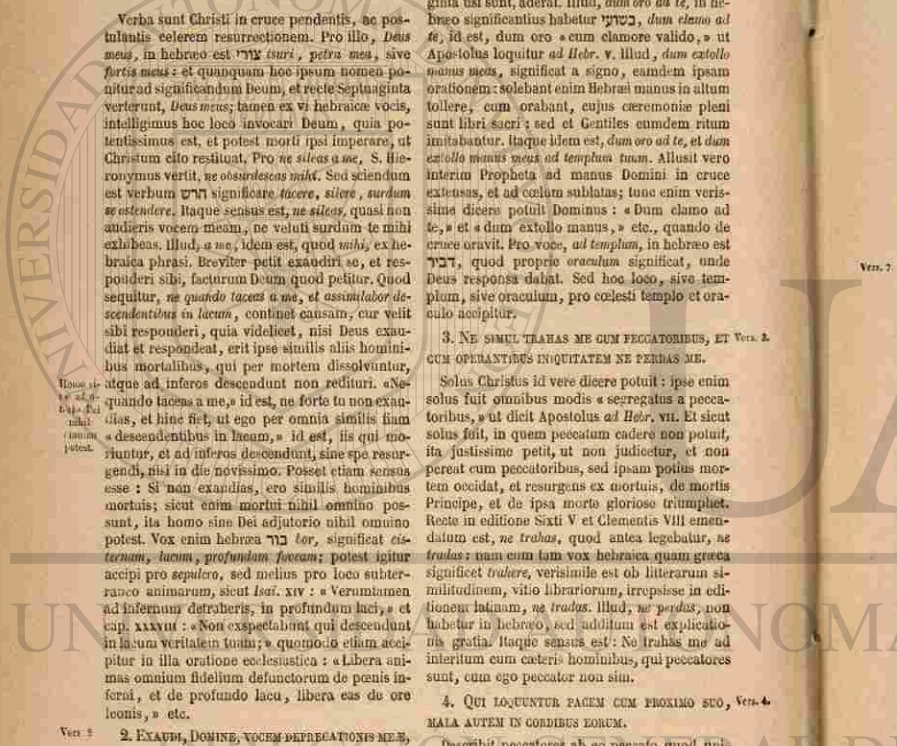 Verba sunt Christi in cruce pendentis, ac pos-
tulantis celerem resurrectionem. Pro illo, Deus
meus, in hebræo est צורי tsuri, petra mea, sive
fortis meus : et quanquam hoc ipsum nomen po-
nitur ad significandum Deum, et recte Septuaginta
verterunt, Deus meus; tamen ex vi hebraicæ vocis,
intelligimus hoc loco invocari Deum, quia po-
tentissimus est, et potest morti ipsi imperare, ut
Christum cito restituat. Pro ne sileas a me, S. Hie-
ronymus vertit, ne obsurdescas mihi. Sed sciendum
est verbum חרש significare tacere, silere, surdum
se ostendere. Itaque sensus est, ne sileas, quasi non
audieris vocem meam, ne veluti surdum te mihi
exhibeas. Illud, a me, idem est, quod mihi, ex he-
braica phrasi. Breviter petit exaudiri se, et res-
ponderi sibi, facturum Deum quod petitur. Quod
sequitur, ne quando taceas a me, et assimilabor de-
scendentibus in lacum, continet causam, cur velit
sibi responderi, quia videlicet, nisi Deus exau-
diat et respondeat, erit ipse similis aliis homini-
bus mortalibus, qui per mortem dissolvuntur,
atque ad inferos descendunt non redituri. «Ne-
quando taceas a me,» id est, ne forte tu non exau-
dias, et hinc fiet, ut ego per omnia similis fiam
« descendentibus in lacum, » id est, iis qui mo-
riuntur, et ad inferos descendunt, sine spe resur-
gendi, nisi in die novissimo. Posset etiam sensus
esse : Si non exaudias, ero similis hominibus
mortuis; sicut enim mortui nihil omnino pos-
sunt, ita homo sine Dei adjutorio nihil omnino
potest. Vox enim hebræa בור bor, significat cis-
ternam, lacum, profundam foveam; potest igitur
accipi pro sepulcro, sed melius pro loco subter-
raneo animarum, sicut Isai. XIV : « Verumtamen
ad infernum detraheris, in profundum laci, » et
cap. XXXVIII : «Non exspectabunt qui descendunt
in lacum veritatem tuam; » quomodo etiam acci-
pitur in illa oratione ecclesiastica : « Libera ani-
mas omnium fidelium defunctorum de pœnis in-
ferni, et de profundo lacu, libera eas de ore
leonis, » etc.
Vers. 2
2. EXAUDI, DOMINE, VOCEM DEPRECATIONIS MEÆ,
Homo si-
nihil
potest.
usi sunt, aderat. Illud, dum oro ad te, in he-
bræo significantius habetur בשועי, dum clamo ad
te, id est, dum oro « cum clamore valido, » ut
Apostolus loquitur ad Hebr. V. Illud, dum extollo
manus meas, significat a signo, eamdem ipsam
orationem : solebant enim Hebræi manus in altum
tollere, cum orabant, cujus cæremoniæ pleni
sunt libri sacri : sed et Gentiles eumdem ritum
imitabantur. Itaque idem est, dum oro ad te, et dum
extollo manus meas ad templum tuum. Allusit vero
interim Propheta ad manus Domini in cruce
extensas, et ad cœlum sublatas; tunc enim veris-
sime dicere potuit Dominus : « Dum clamo ad
te, » et « dum extollo manus, » etc., quando de
cruce oravit. Pro voce, ad templum, in hebræo est
דביר, quod proprie oraculum significat, unde
Deus responsa dabat. Sed hoc loco, sive tem-
plum, sive oraculum, pro cœlesti templo et ora-
culo accipitur.
3. NE SIMUL TRAHAS ME CUM PECCATORIBUS, ET
Vers. 3.
CUM OPERANTIBUS INIQUITATEM NE PERDAS ME.
Solus Christus id vere dicere potuit : ipse enim
solus fuit omnibus modis « segregatus a pecca-
toribus, » ut dicit Apostolus ad Hebr. VII. Et sicut
solus fuit, in quem peccatum cadere non potuit,
ita justissime petit, ut non judicetur, et non
pereat cum peccatoribus, sed ipsam potius mor-
tem occidat, et resurgens ex mortuis, de mortis
Principe, et de ipsa morte gloriose triumphet.
Recte in editione Sixti V et Clementis VIII emen-
datum est, ne trahas, quod antea legebatur, ne
tradas : nam cum tam vox hebraica quam græca
significet trahere, verisimile est ob litterarum si-
militudinem, vitio librariorum, irrepsisse in edi-
tionem latinam, ne tradas. Illud, ne perdas, non
habetur in hebræo, sed additum est explicatio-
nis gratia. Itaque sensus est : Ne trahas me ad
interitum cum cæteris hominibus, qui peccatores
sunt, cum ego peccator non sim.
4. QUI LOQUUNTUR PACEM CUM PROXIMO SUO,
Vers. 4.
MALA AUTEM IN CORDIBUS EORUM.
Describit peccatores ab eo peccato quod
Vers. 7